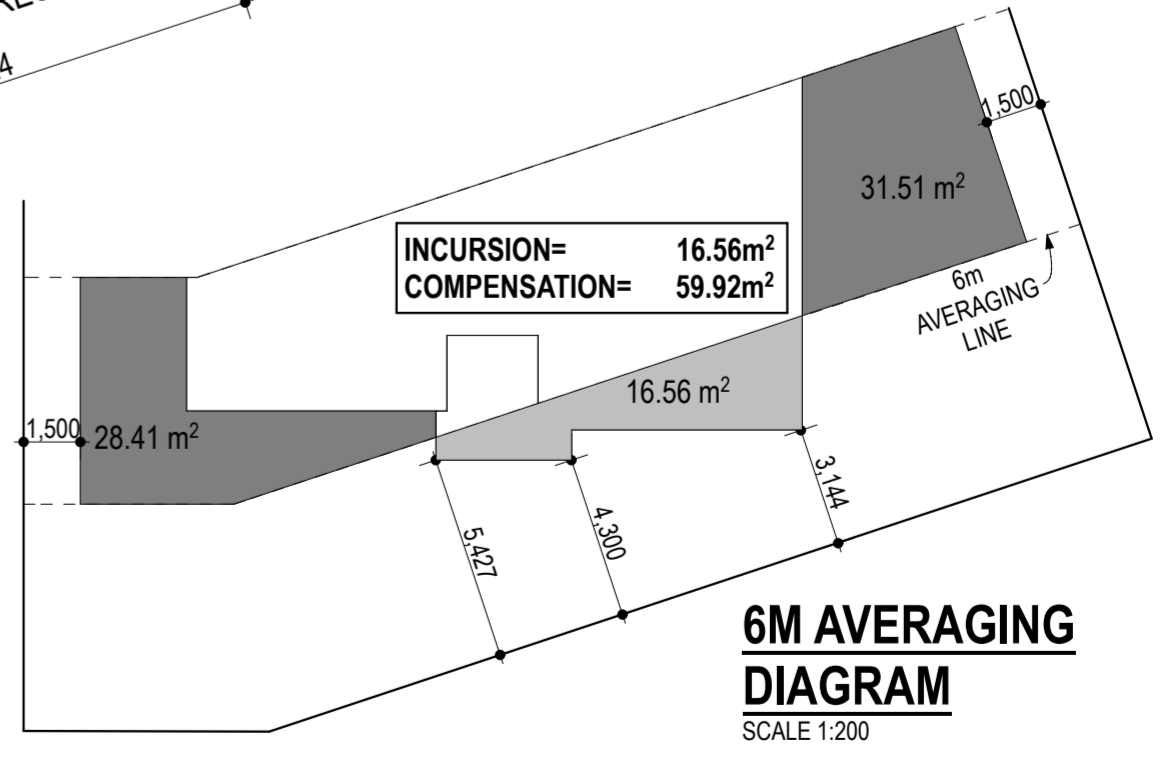 4
1,500
31.51 m²
INCURSION= 16.56m²
COMPENSATION= 59.92m²
6m
AVERAGING
LINE
16.56 m²
1,500
28.41 m²
3,144
4,300
5,427
6M AVERAGING
DIAGRAM
SCALE 1:200